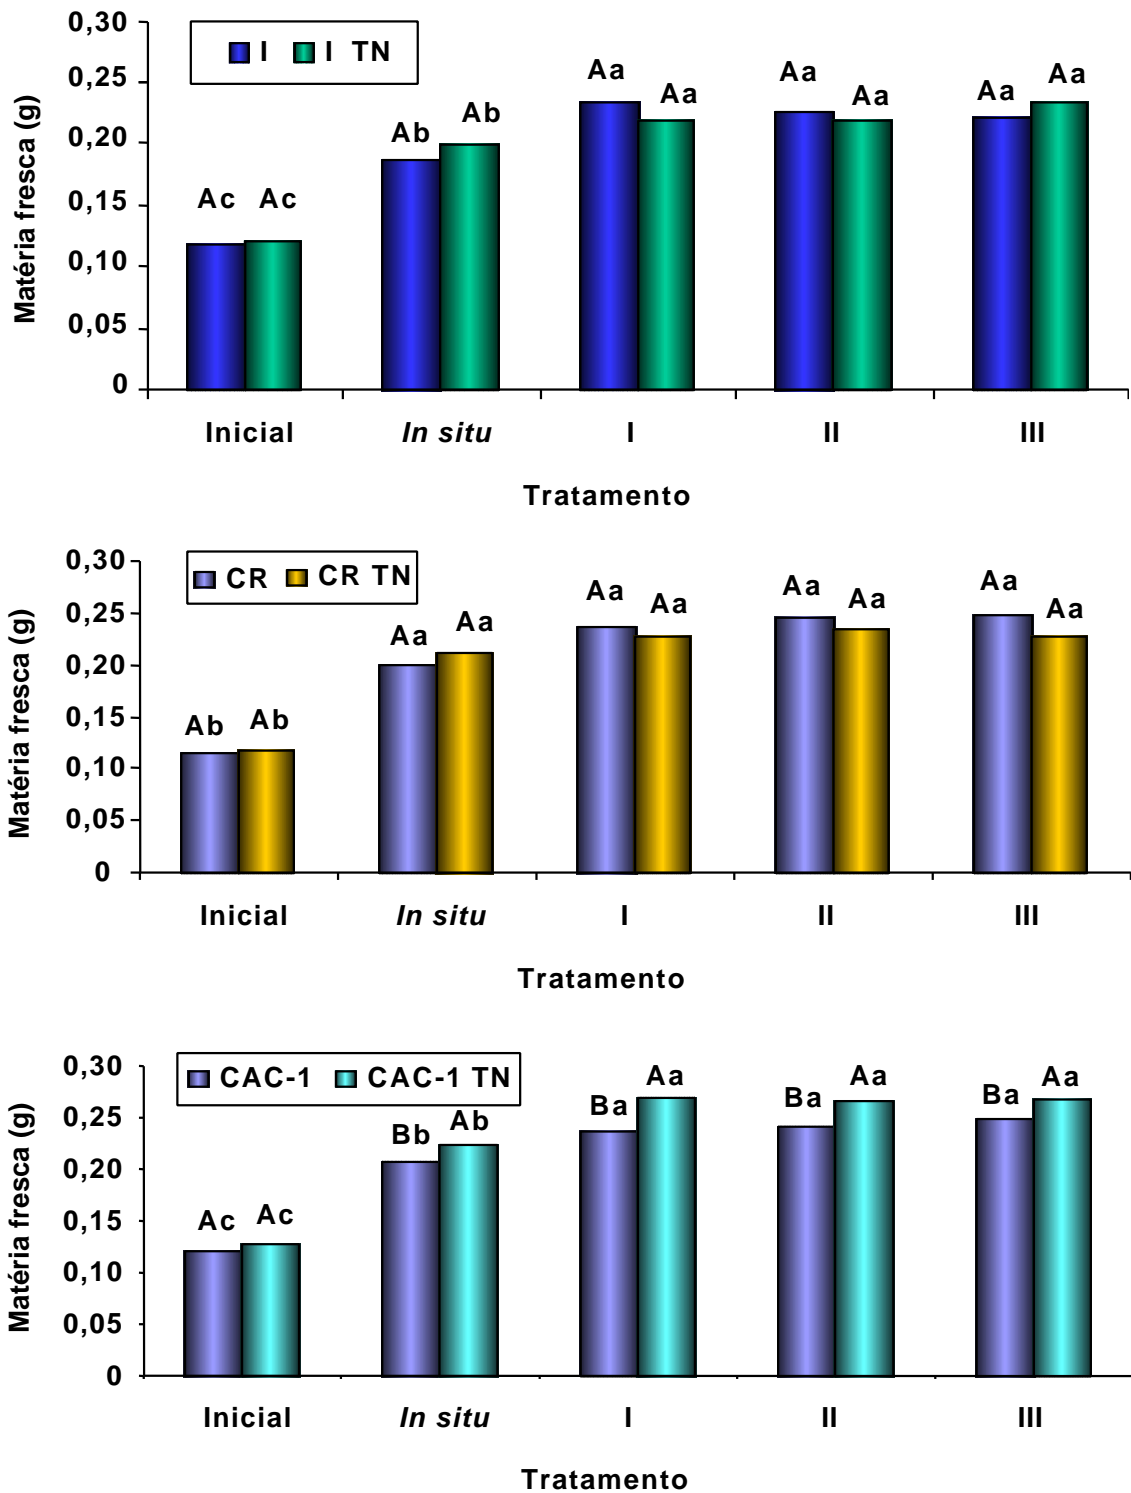 0,30
I I TN
0,25
0,20
0,15
0,10
0,05
0
Matéria fresca (g)
Ac Ac Ab Ab Aa Aa Aa Aa Aa Aa
Inicial In situ I II III
Tratamento
0,30
CR CR TN
0,25
0,20
0,15
0,10
0,05
0
Matéria fresca (g)
Ab Ab Aa Aa Aa Aa Aa Aa Aa Aa
Inicial In situ I II III
Tratamento
0,30
CAC-1 CAC-1 TN
0,25
0,20
0,15
0,10
0,05
0
Matéria fresca (g)
Ac Ac Bb Ab Ba Aa Ba Aa Ba Aa
Inicial In situ I II III
Tratamento